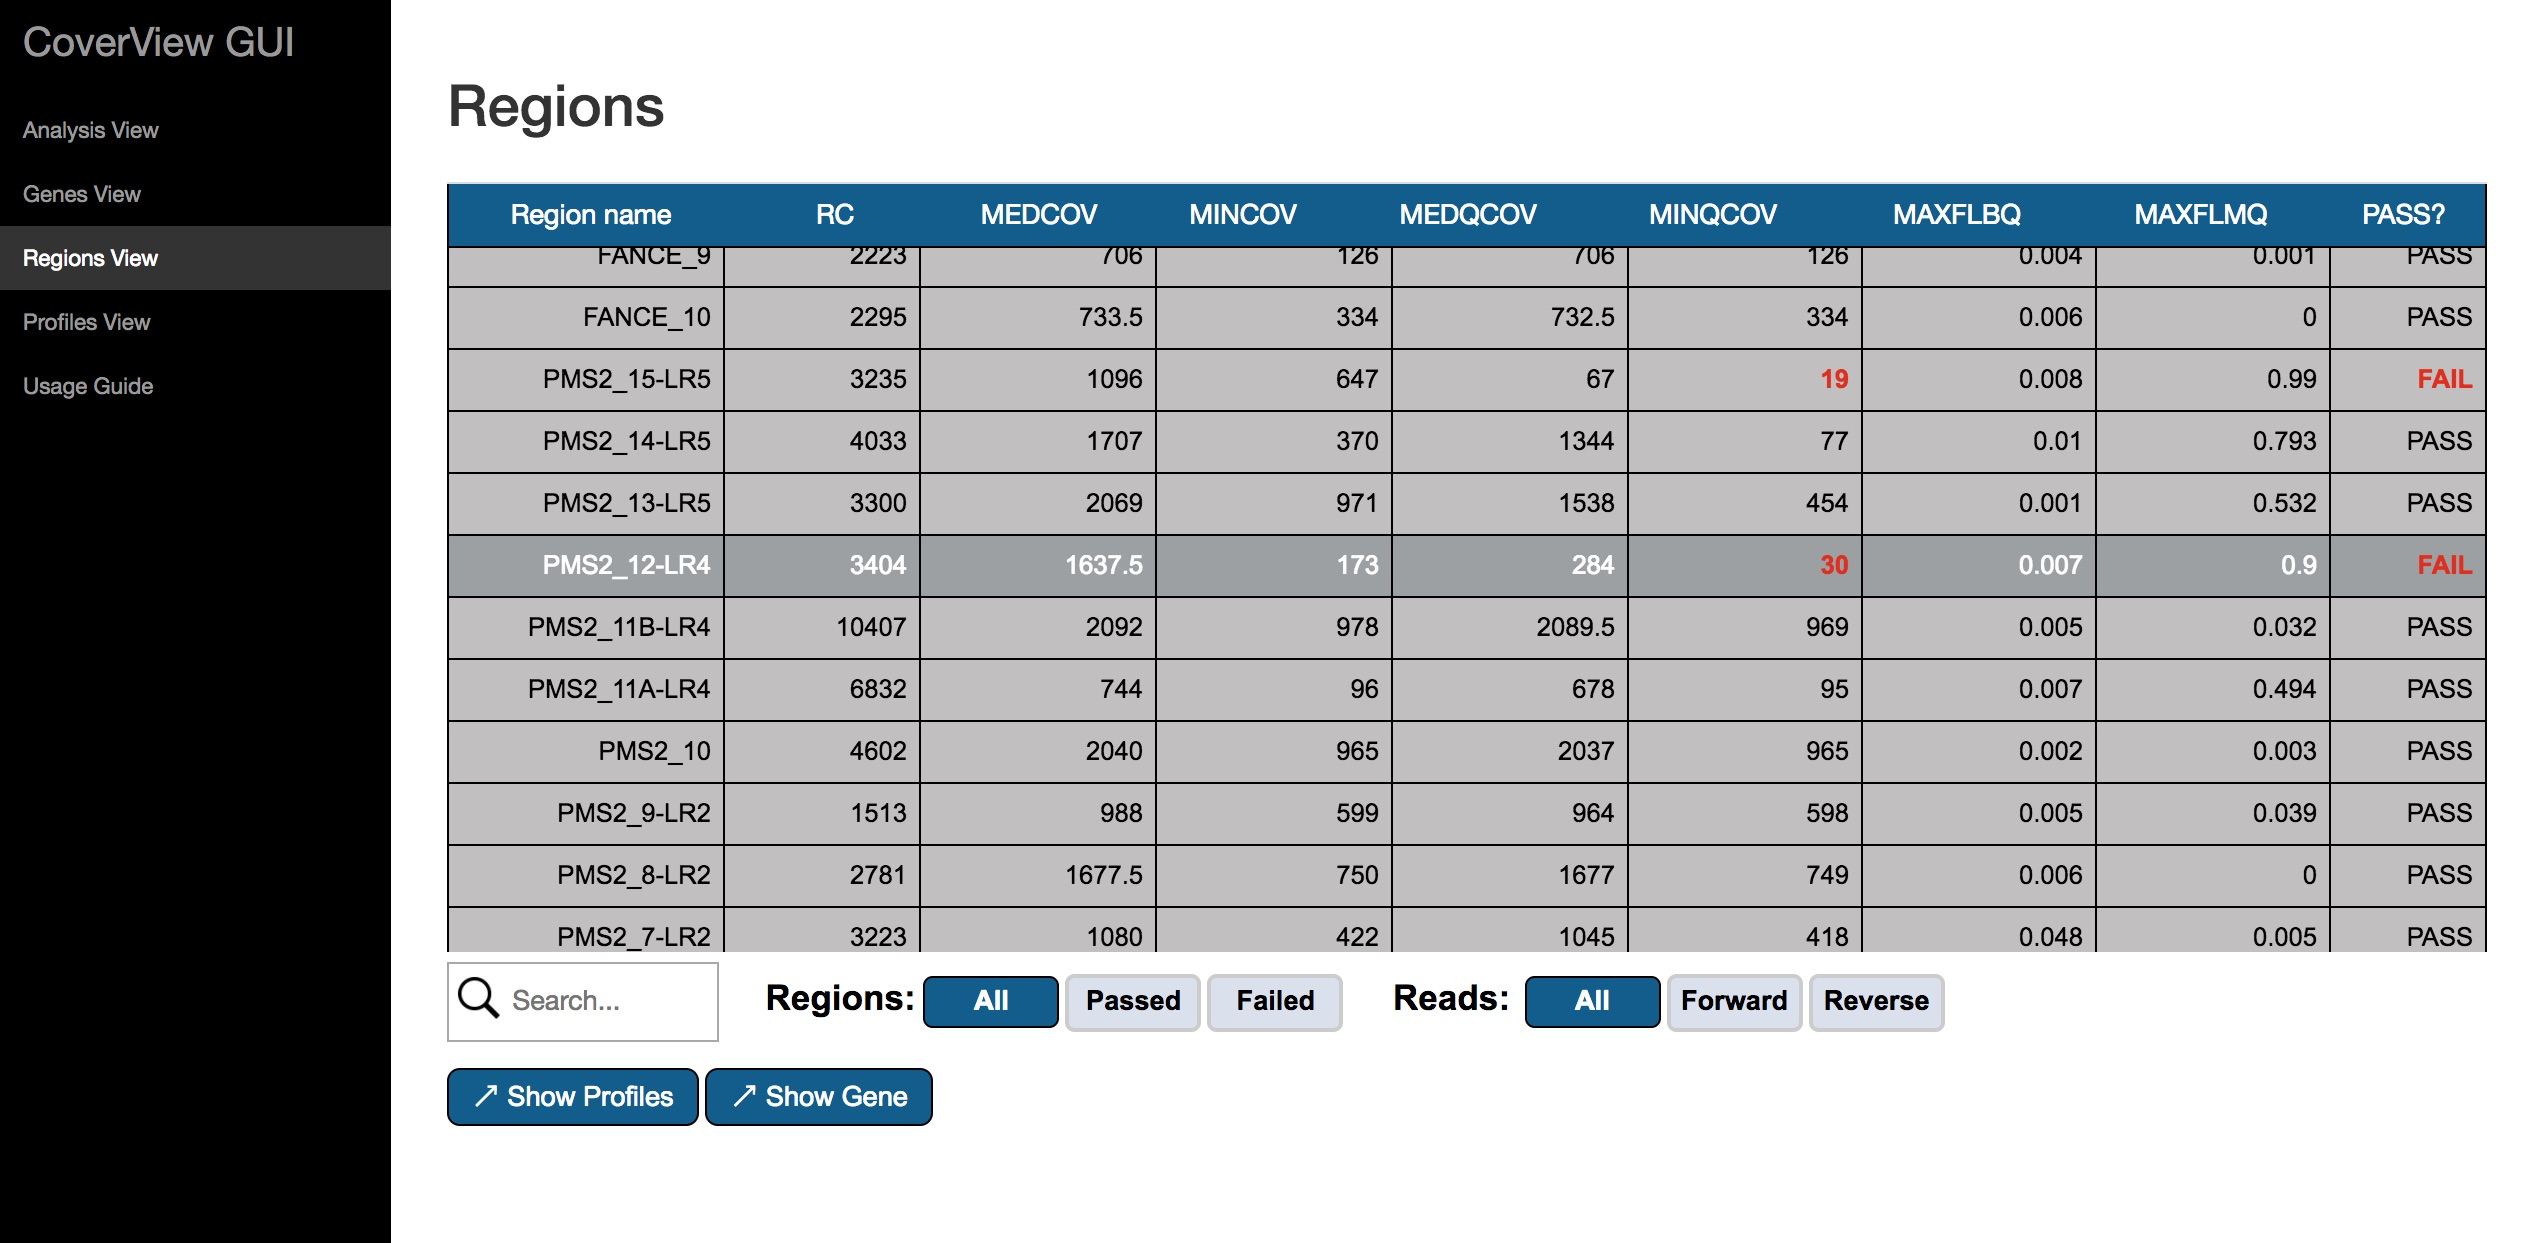 CoverView GUI
Analysis View
Genes View
Regions View
Profiles View
Usage Guide
Regions
Region name RC MEDCOV MINCOV MEDQCOV MINQCOV MAXFLBQ MAXFLMQ PASS?
FANCE_9 2223 706 126 706 126 0.004 0.001 PASS
FANCE_10 2295 733.5 334 732.5 334 0.006 0 PASS
PMS2_15-LR5 3235 1096 647 67 19 0.008 0.99 FAIL
PMS2_14-LR5 4033 1707 370 1344 77 0.01 0.793 PASS
PMS2_13-LR5 3300 2069 971 1538 454 0.001 0.532 PASS
PMS2_12-LR4 3404 1637.5 173 284 30 0.007 0.9 FAIL
PMS2_11B-LR4 10407 2092 978 2089.5 969 0.005 0.032 PASS
PMS2_11A-LR4 6832 744 96 678 95 0.007 0.494 PASS
PMS2_10 4602 2040 965 2037 965 0.002 0.003 PASS
PMS2_9-LR2 1513 988 599 964 598 0.005 0.039 PASS
PMS2_8-LR2 2781 1677.5 750 1677 749 0.006 0 PASS
PMS2_7-LR2 3223 1080 422 1045 418 0.048 0.005 PASS
Search... Regions: All Passed Failed Reads: All Forward Reverse
↗ Show Profiles ↗ Show Gene